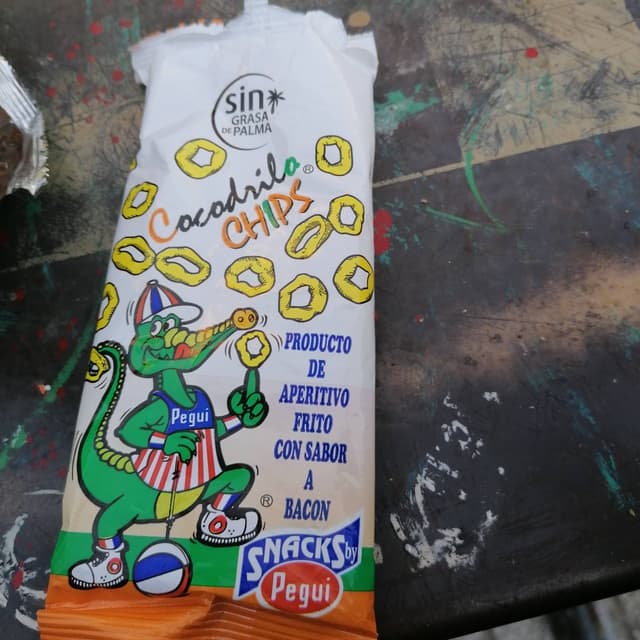 sin
GRASA
DE PALMA
Cocodrilo ®
CHIPS
PRODUCTO
DE
APERITIVO
FRITO
CON SABOR
A
BACON
Pegui
®
SNACKS by
Pegui